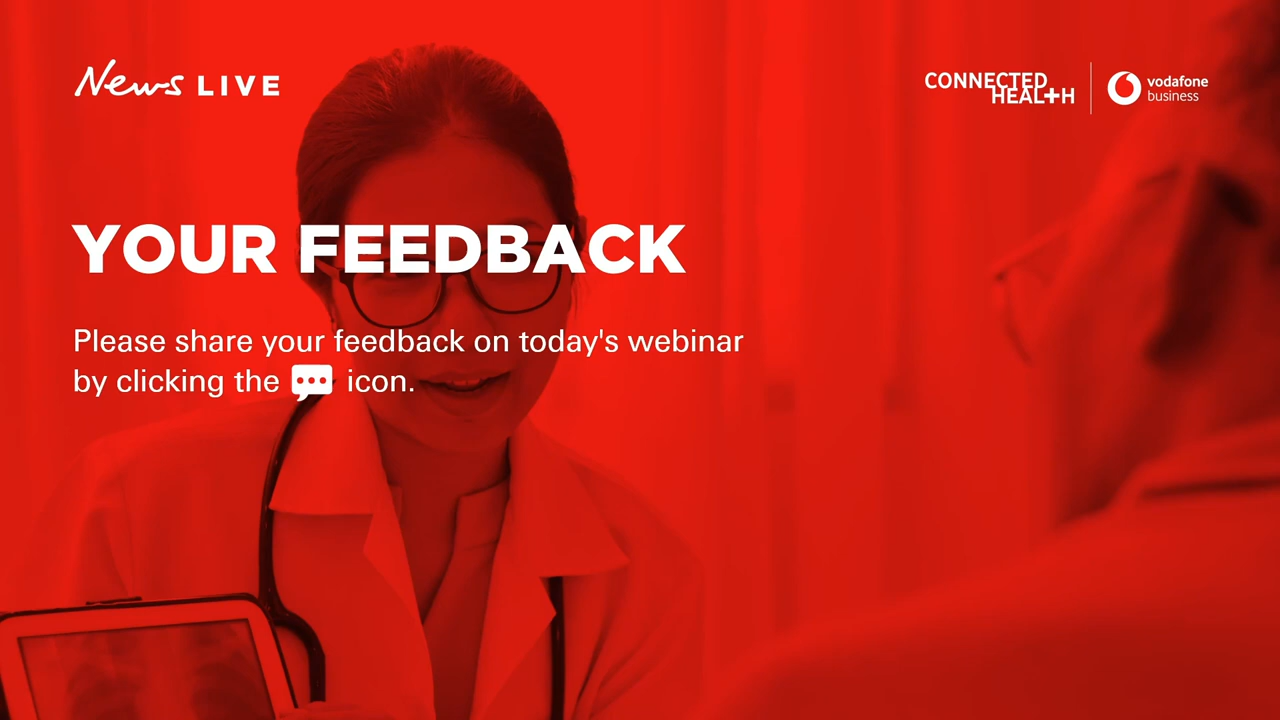 News LIVE
CONNECTED
HEALTH
vodafone
business
YOUR FEEDBACK
Please share your feedback on today's webinar
by clicking the icon.